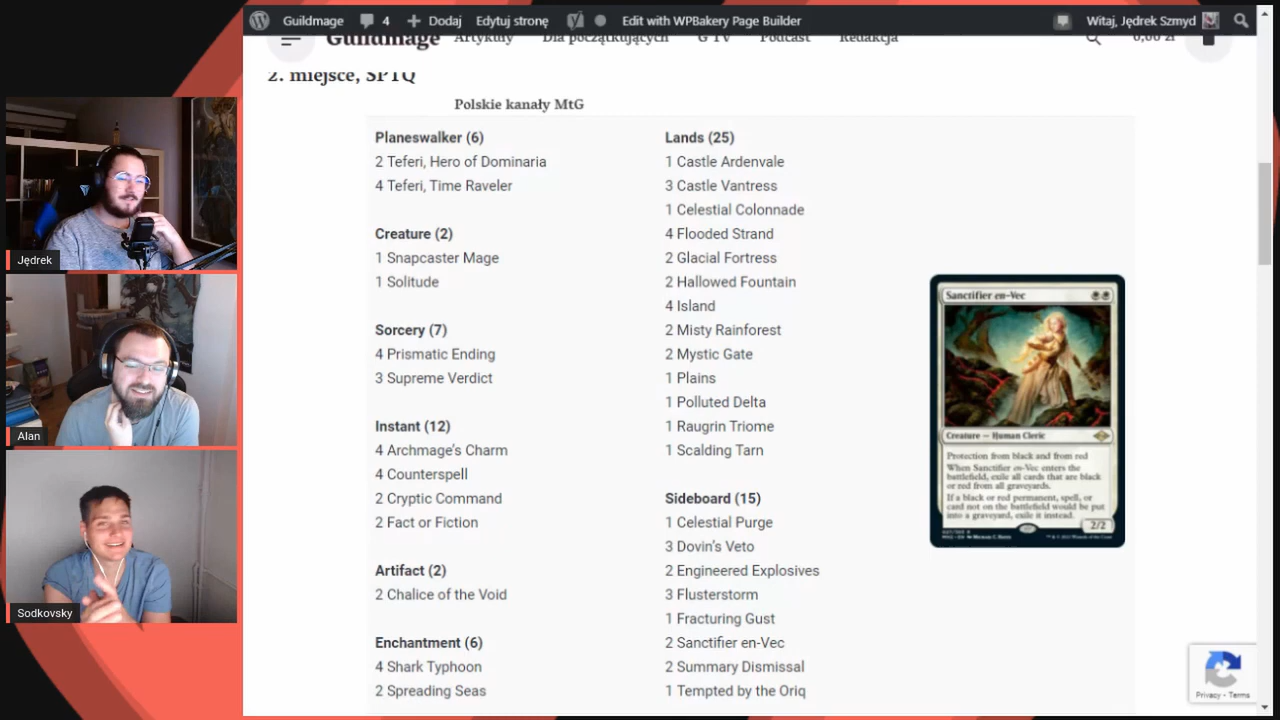 Guildmage
4
Dodaj
Edytuj stronę
Edit with WPBakery Page Builder
Witaj, Jędrek Szmyd
Guildmage
Artykuły
Dla początkujących
G TV
Podcast
Redakcja
0,00 zł
2. miejsce, SPTQ
Polskie kanały MtG
Planeswalker (6)
2 Teferi, Hero of Dominaria
4 Teferi, Time Raveler
Creature (2)
1 Snapcaster Mage
1 Solitude
Sorcery (7)
4 Prismatic Ending
3 Supreme Verdict
Instant (12)
4 Archmage's Charm
4 Counterspell
2 Cryptic Command
2 Fact or Fiction
Artifact (2)
2 Chalice of the Void
Enchantment (6)
4 Shark Typhoon
2 Spreading Seas
Lands (25)
1 Castle Ardenvale
3 Castle Vantress
1 Celestial Colonnade
4 Flooded Strand
2 Glacial Fortress
2 Hallowed Fountain
4 Island
2 Misty Rainforest
2 Mystic Gate
1 Plains
1 Polluted Delta
1 Raugrin Triome
1 Scalding Tarn
Sideboard (15)
1 Celestial Purge
3 Dovin's Veto
2 Engineered Explosives
3 Flusterstorm
1 Fracturing Gust
2 Sanctifier en-Vec
2 Summary Dismissal
1 Tempted by the Oriq
Sanctifier en-Vec
Creature — Human Cleric
Protection from black and from red
When Sanctifier en-Vec enters the
battlefield, exile all cards that are black
or red from all graveyards.
If a black or red permanent, spell, or
card not on the battlefield would be put
into a graveyard, exile it instead.
2/2
Jędrek
Alan
Sodkovsky
Privacy - Terms